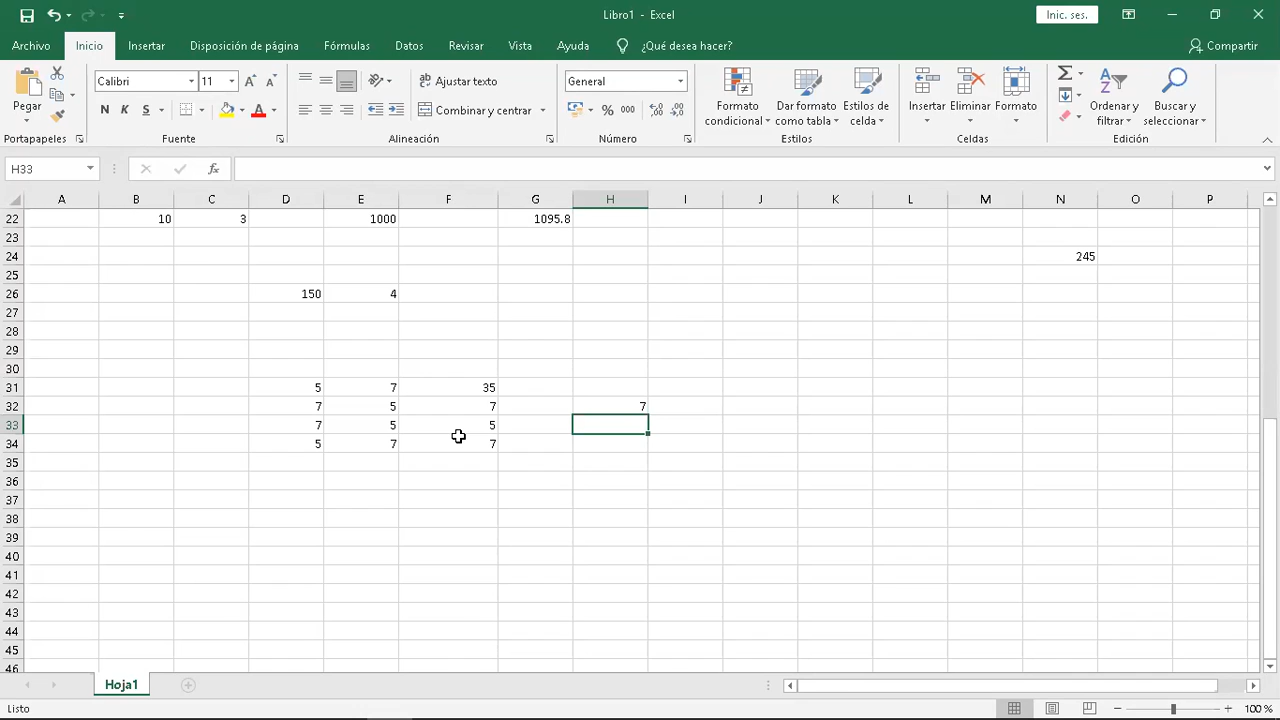 Libro1 - Excel
Inic. ses.
Archivo Inicio Insertar Disposición de página Fórmulas Datos Revisar Vista Ayuda ¿Qué desea hacer? Compartir
Pegar
Calibri 11
N K S
Ajustar texto
Combinar y centrar
General
% 000
Formato condicional
Dar formato como tabla
Estilos de celda
Insertar
Eliminar
Formato
Ordenar y filtrar
Buscar y seleccionar
Portapapeles Fuente Alineación Número Estilos Celdas Edición
H33 fx
A B C D E F G H I J K L M N O P
22 10 3 1000 1095.8
23
24 245
25
26 150 4
27
28
29
30
31 5 7 35
32 7 5 7 7
33 7 5 5
34 5 7 7
35
36
37
38
39
40
41
42
43
44
45
46
Hoja1
Listo 100 %